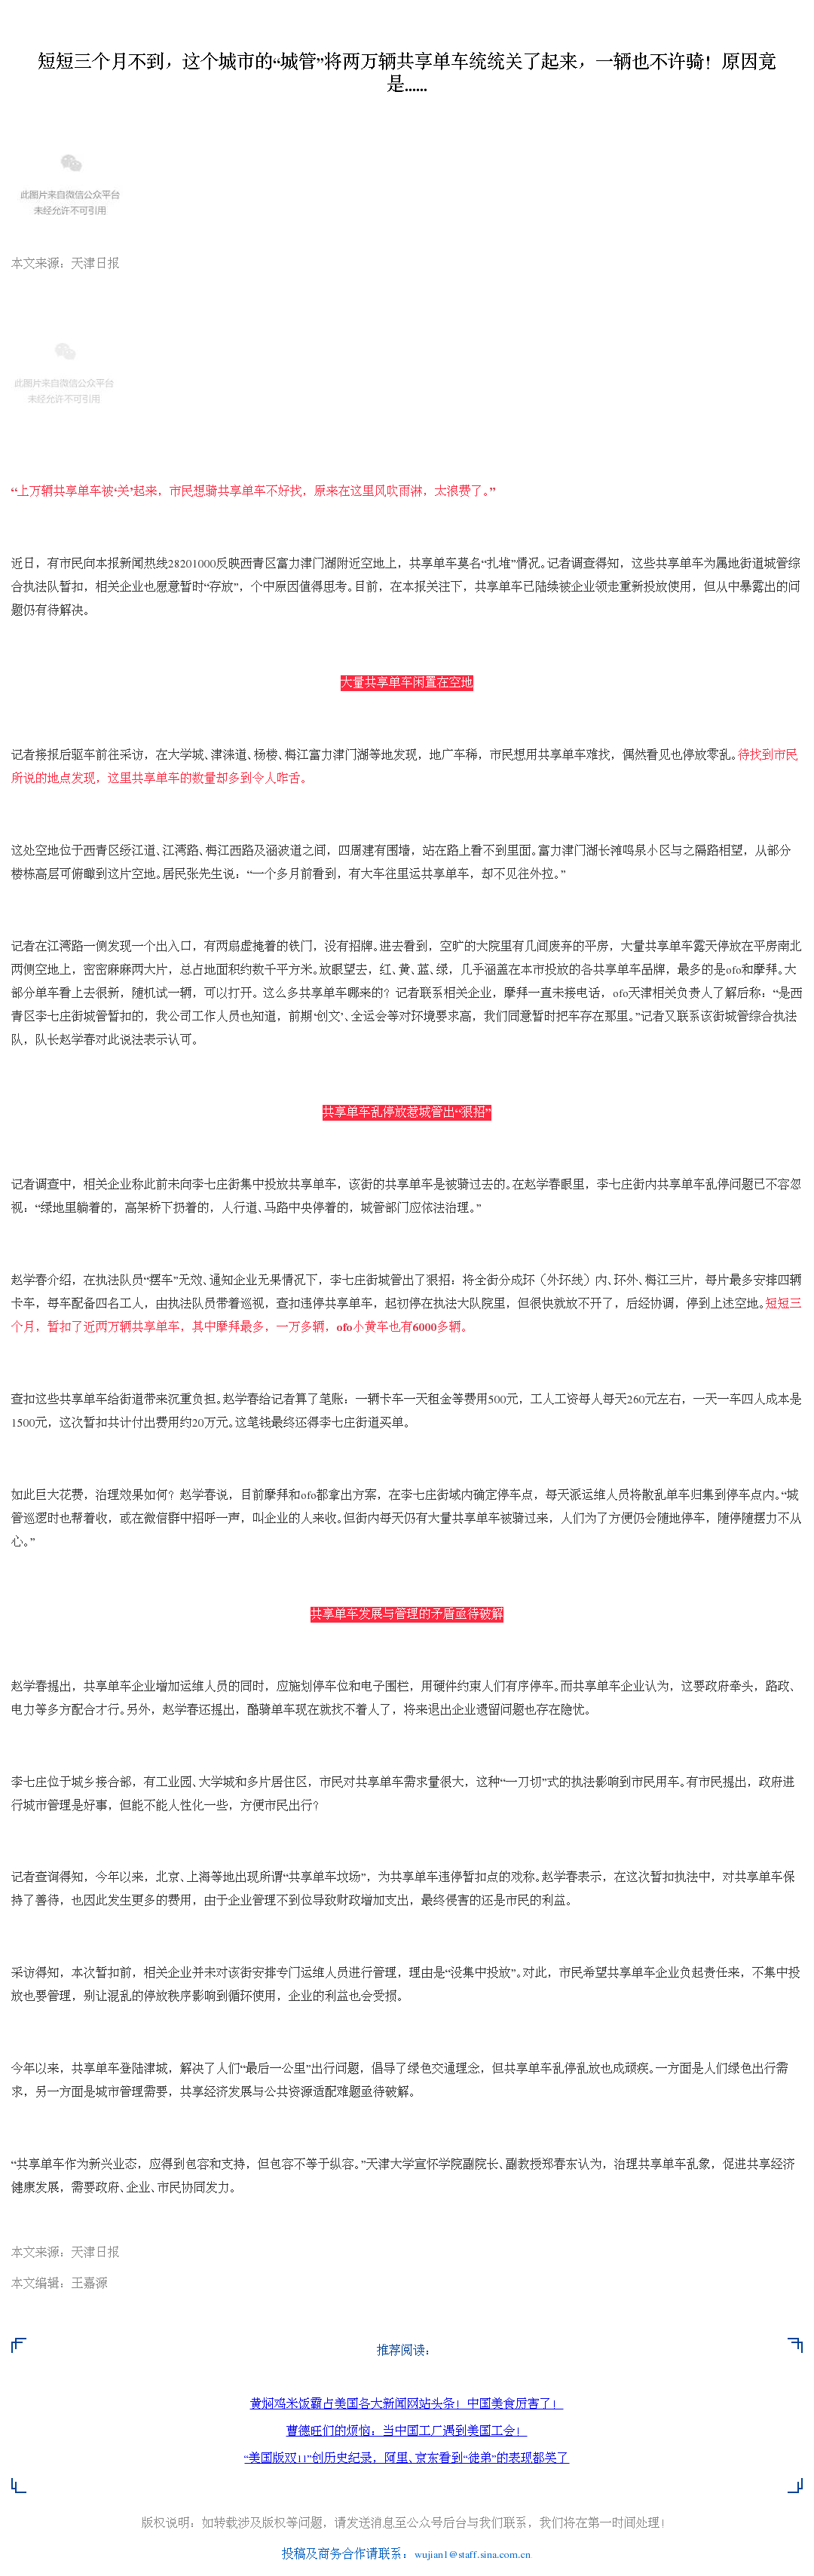 短短三个月不到，这个城市的“城管”将两万辆共享单车统统关了起来，一辆也不许骑！原因竟
是......
此图片来自微信公众平台
未经允许不可引用
本文来源：天津日报
此图片来自微信公众平台
未经允许不可引用
“上万辆共享单车被‘关’起来，市民想骑共享单车不好找，原来在这里风吹雨淋，太浪费了。”
近日，有市民向本报新闻热线28201000反映西青区富力津门湖附近空地上，共享单车莫名“扎堆”情况。记者调查得知，这些共享单车为属地街道城管综
合执法队暂扣，相关企业也愿意暂时“存放”，个中原因值得思考。目前，在本报关注下，共享单车已陆续被企业领走重新投放使用，但从中暴露出的问
题仍有待解决。
大量共享单车闲置在空地
记者接报后驱车前往采访，在大学城、津涞道、杨楼、梅江富力津门湖等地发现，地广车稀，市民想用共享单车难找，偶然看见也停放零乱。待找到市民
所说的地点发现，这里共享单车的数量却多到令人咋舌。
这处空地位于西青区绥江道、江湾路、梅江西路及涵波道之间，四周建有围墙，站在路上看不到里面。富力津门湖长滩鸣泉小区与之隔路相望，从部分
楼栋高层可俯瞰到这片空地。居民张先生说：“一个多月前看到，有大车往里运共享单车，却不见往外拉。”
记者在江湾路一侧发现一个出入口，有两扇虚掩着的铁门，没有招牌。进去看到，空旷的大院里有几间废弃的平房，大量共享单车露天停放在平房南北
两侧空地上，密密麻麻两大片，总占地面积约数千平方米。放眼望去，红、黄、蓝、绿，几乎涵盖在本市投放的各共享单车品牌，最多的是ofo和摩拜。大
部分单车看上去很新，随机试一辆，可以打开。这么多共享单车哪来的？记者联系相关企业，摩拜一直未接电话，ofo天津相关负责人了解后称：“是西
青区李七庄街城管暂扣的，我公司工作人员也知道，前期‘创文’、全运会等对环境要求高，我们同意暂时把车存在那里。”记者又联系该街城管综合执法
队，队长赵学春对此说法表示认可。
共享单车乱停放惹城管出“狠招”
记者调查中，相关企业称此前未向李七庄街集中投放共享单车，该街的共享单车是被骑过去的。在赵学春眼里，李七庄街内共享单车乱停问题已不容忽
视：“绿地里躺着的，高架桥下扔着的，人行道、马路中央停着的，城管部门应依法治理。”
赵学春介绍，在执法队员“摆车”无效、通知企业无果情况下，李七庄街城管出了狠招：将全街分成环（外环线）内、环外、梅江三片，每片最多安排四辆
卡车，每车配备四名工人，由执法队员带着巡视，查扣违停共享单车，起初停在执法大队院里，但很快就放不开了，后经协调，停到上述空地。短短三
个月，暂扣了近两万辆共享单车，其中摩拜最多，一万多辆，ofo小黄车也有6000多辆。
查扣这些共享单车给街道带来沉重负担。赵学春给记者算了笔账：一辆卡车一天租金等费用500元，工人工资每人每天260元左右，一天一车四人成本是
1500元，这次暂扣共计付出费用约20万元。这笔钱最终还得李七庄街道买单。
如此巨大花费，治理效果如何？赵学春说，目前摩拜和ofo都拿出方案，在李七庄街域内确定停车点，每天派运维人员将散乱单车归集到停车点内。“城
管巡逻时也帮着收，或在微信群中招呼一声，叫企业的人来收。但街内每天仍有大量共享单车被骑过来，人们为了方便仍会随地停车，随停随摆力不从
心。”
共享单车发展与管理的矛盾亟待破解
赵学春提出，共享单车企业增加运维人员的同时，应施划停车位和电子围栏，用硬件约束人们有序停车。而共享单车企业认为，这要政府牵头，路政、
电力等多方配合才行。另外，赵学春还提出，酷骑单车现在就找不着人了，将来退出企业遗留问题也存在隐忧。
李七庄位于城乡接合部，有工业园、大学城和多片居住区，市民对共享单车需求量很大，这种“一刀切”式的执法影响到市民用车。有市民提出，政府进
行城市管理是好事，但能不能人性化一些，方便市民出行？
记者查询得知，今年以来，北京、上海等地出现所谓“共享单车坟场”，为共享单车违停暂扣点的戏称。赵学春表示，在这次暂扣执法中，对共享单车保
持了善待，也因此发生更多的费用，由于企业管理不到位导致财政增加支出，最终侵害的还是市民的利益。
采访得知，本次暂扣前，相关企业并未对该街安排专门运维人员进行管理，理由是“没集中投放”。对此，市民希望共享单车企业负起责任来，不集中投
放也要管理，别让混乱的停放秩序影响到循环使用，企业的利益也会受损。
今年以来，共享单车登陆津城，解决了人们“最后一公里”出行问题，倡导了绿色交通理念，但共享单车乱停乱放也成顽疾。一方面是人们绿色出行需
求，另一方面是城市管理需要，共享经济发展与公共资源适配难题亟待破解。
“共享单车作为新兴业态，应得到包容和支持，但包容不等于纵容。”天津大学宣怀学院副院长、副教授郑春东认为，治理共享单车乱象，促进共享经济
健康发展，需要政府、企业、市民协同发力。
本文来源：天津日报
本文编辑：王嘉源
推荐阅读：
黄焖鸡米饭霸占美国各大新闻网站头条！中国美食厉害了！
曹德旺们的烦恼：当中国工厂遇到美国工会！
“美国版双11”创历史纪录，阿里、京东看到“徒弟”的表现都笑了
版权说明：如转载涉及版权等问题，请发送消息至公众号后台与我们联系，我们将在第一时间处理！
投稿及商务合作请联系：wujian1@staff.sina.com.cn